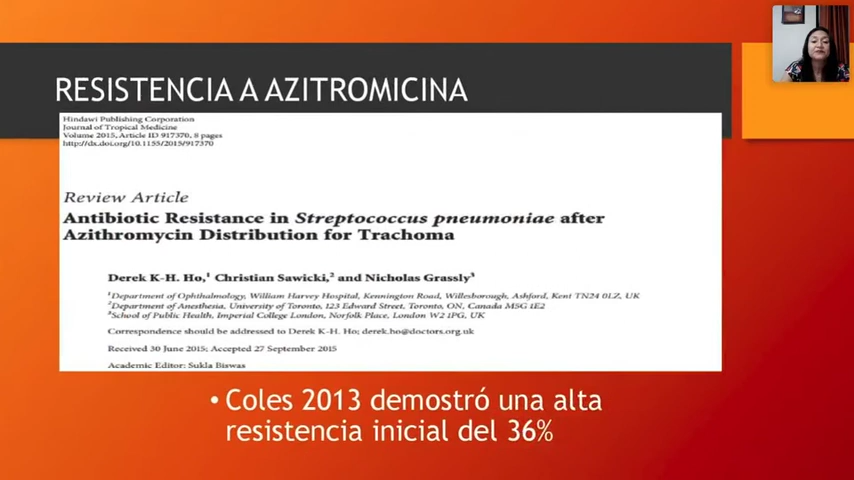 RESISTENCIA A AZITROMICINA
Hindawi Publishing Corporation
Journal of Tropical Medicine
Volume 2015, Article ID 917370, 8 pages
http://dx.doi.org/10.1155/2015/917370
Review Article
Antibiotic Resistance in Streptococcus pneumoniae after
Azithromycin Distribution for Trachoma
Derek K-H. Ho,¹ Christian Sawicki,² and Nicholas Grassly³
¹Department of Ophthalmology, William Harvey Hospital, Kennington Road, Willesborough, Ashford, Kent TN24 0LZ, UK
²Department of Anesthesia, University of Toronto, 123 Edward Street, Toronto, ON, Canada M5G 1E2
³School of Public Health, Imperial College London, Norfolk Place, London W2 1PG, UK
Correspondence should be addressed to Derek K-H. Ho; derek.ho@doctors.org.uk
Received 30 June 2015; Accepted 27 September 2015
Academic Editor: Sukla Biswas
• Coles 2013 demostró una alta
resistencia inicial del 36%